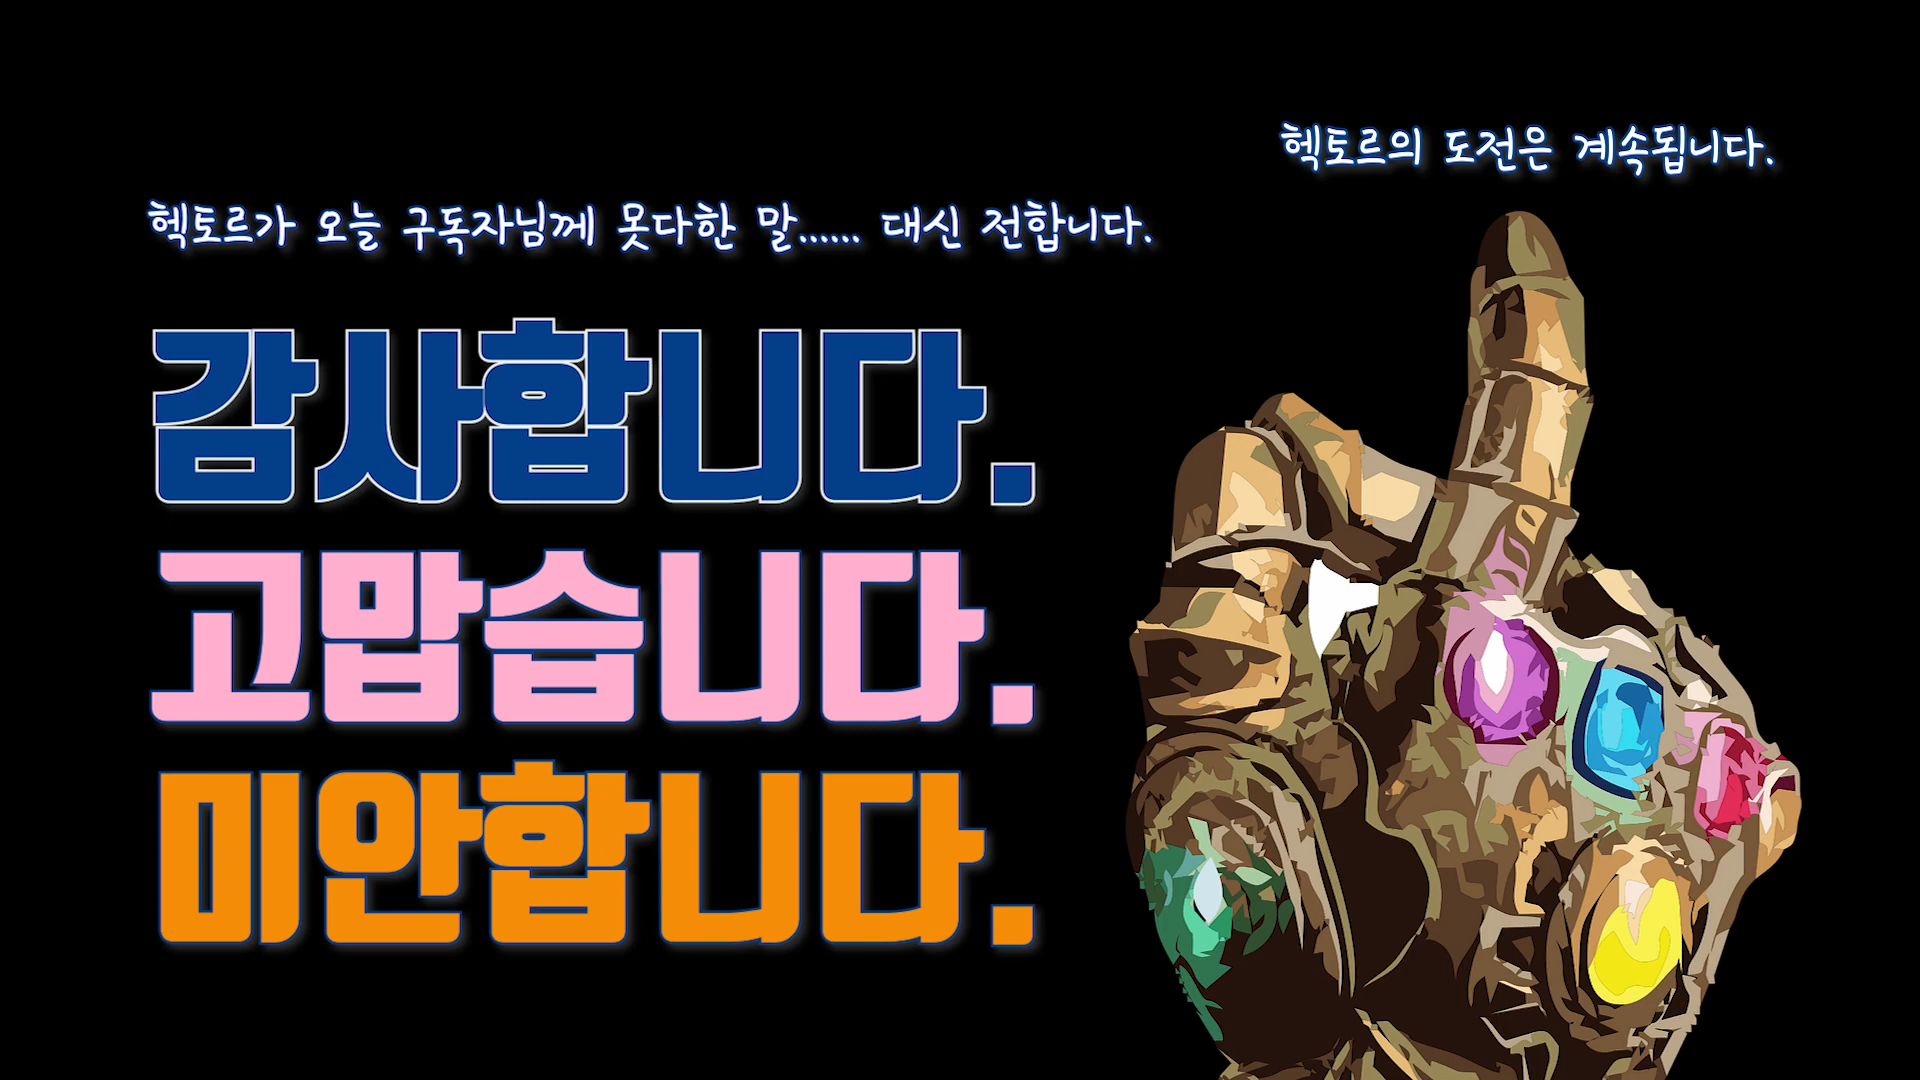 헥토르의 도전은 계속됩니다.
헥토르가 오늘 구독자님께 못다한 말...... 대신 전합니다.
감사합니다.
고맙습니다.
미안합니다.